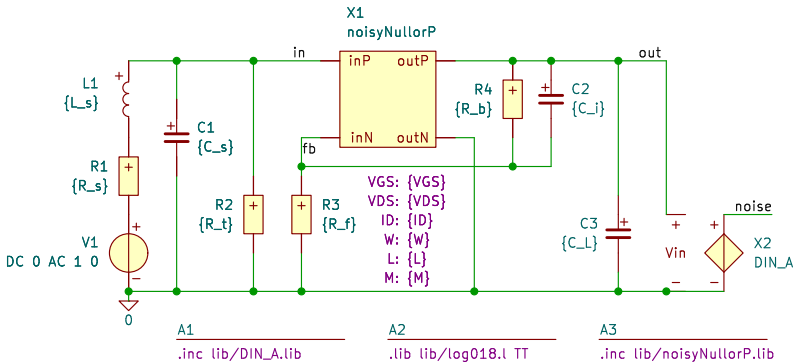 X1
noisyNullorP
in
inP
outP
out
inN
outN
fb
L1
{L_s}
C1
{C_s}
R1
{R_s}
V1
DC 0 AC 1 0
R2
{R_t}
R3
{R_f}
R4
{R_b}
C2
{C_i}
VGS: {VGS}
VDS: {VDS}
ID: {ID}
W: {W}
L: {L}
M: {M}
C3
{C_L}
+
Vin
-
noise
X2
DIN_A
0
A1
.inc lib/DIN_A.lib
A2
.lib lib/log018.l TT
A3
.inc lib/noisyNullorP.lib